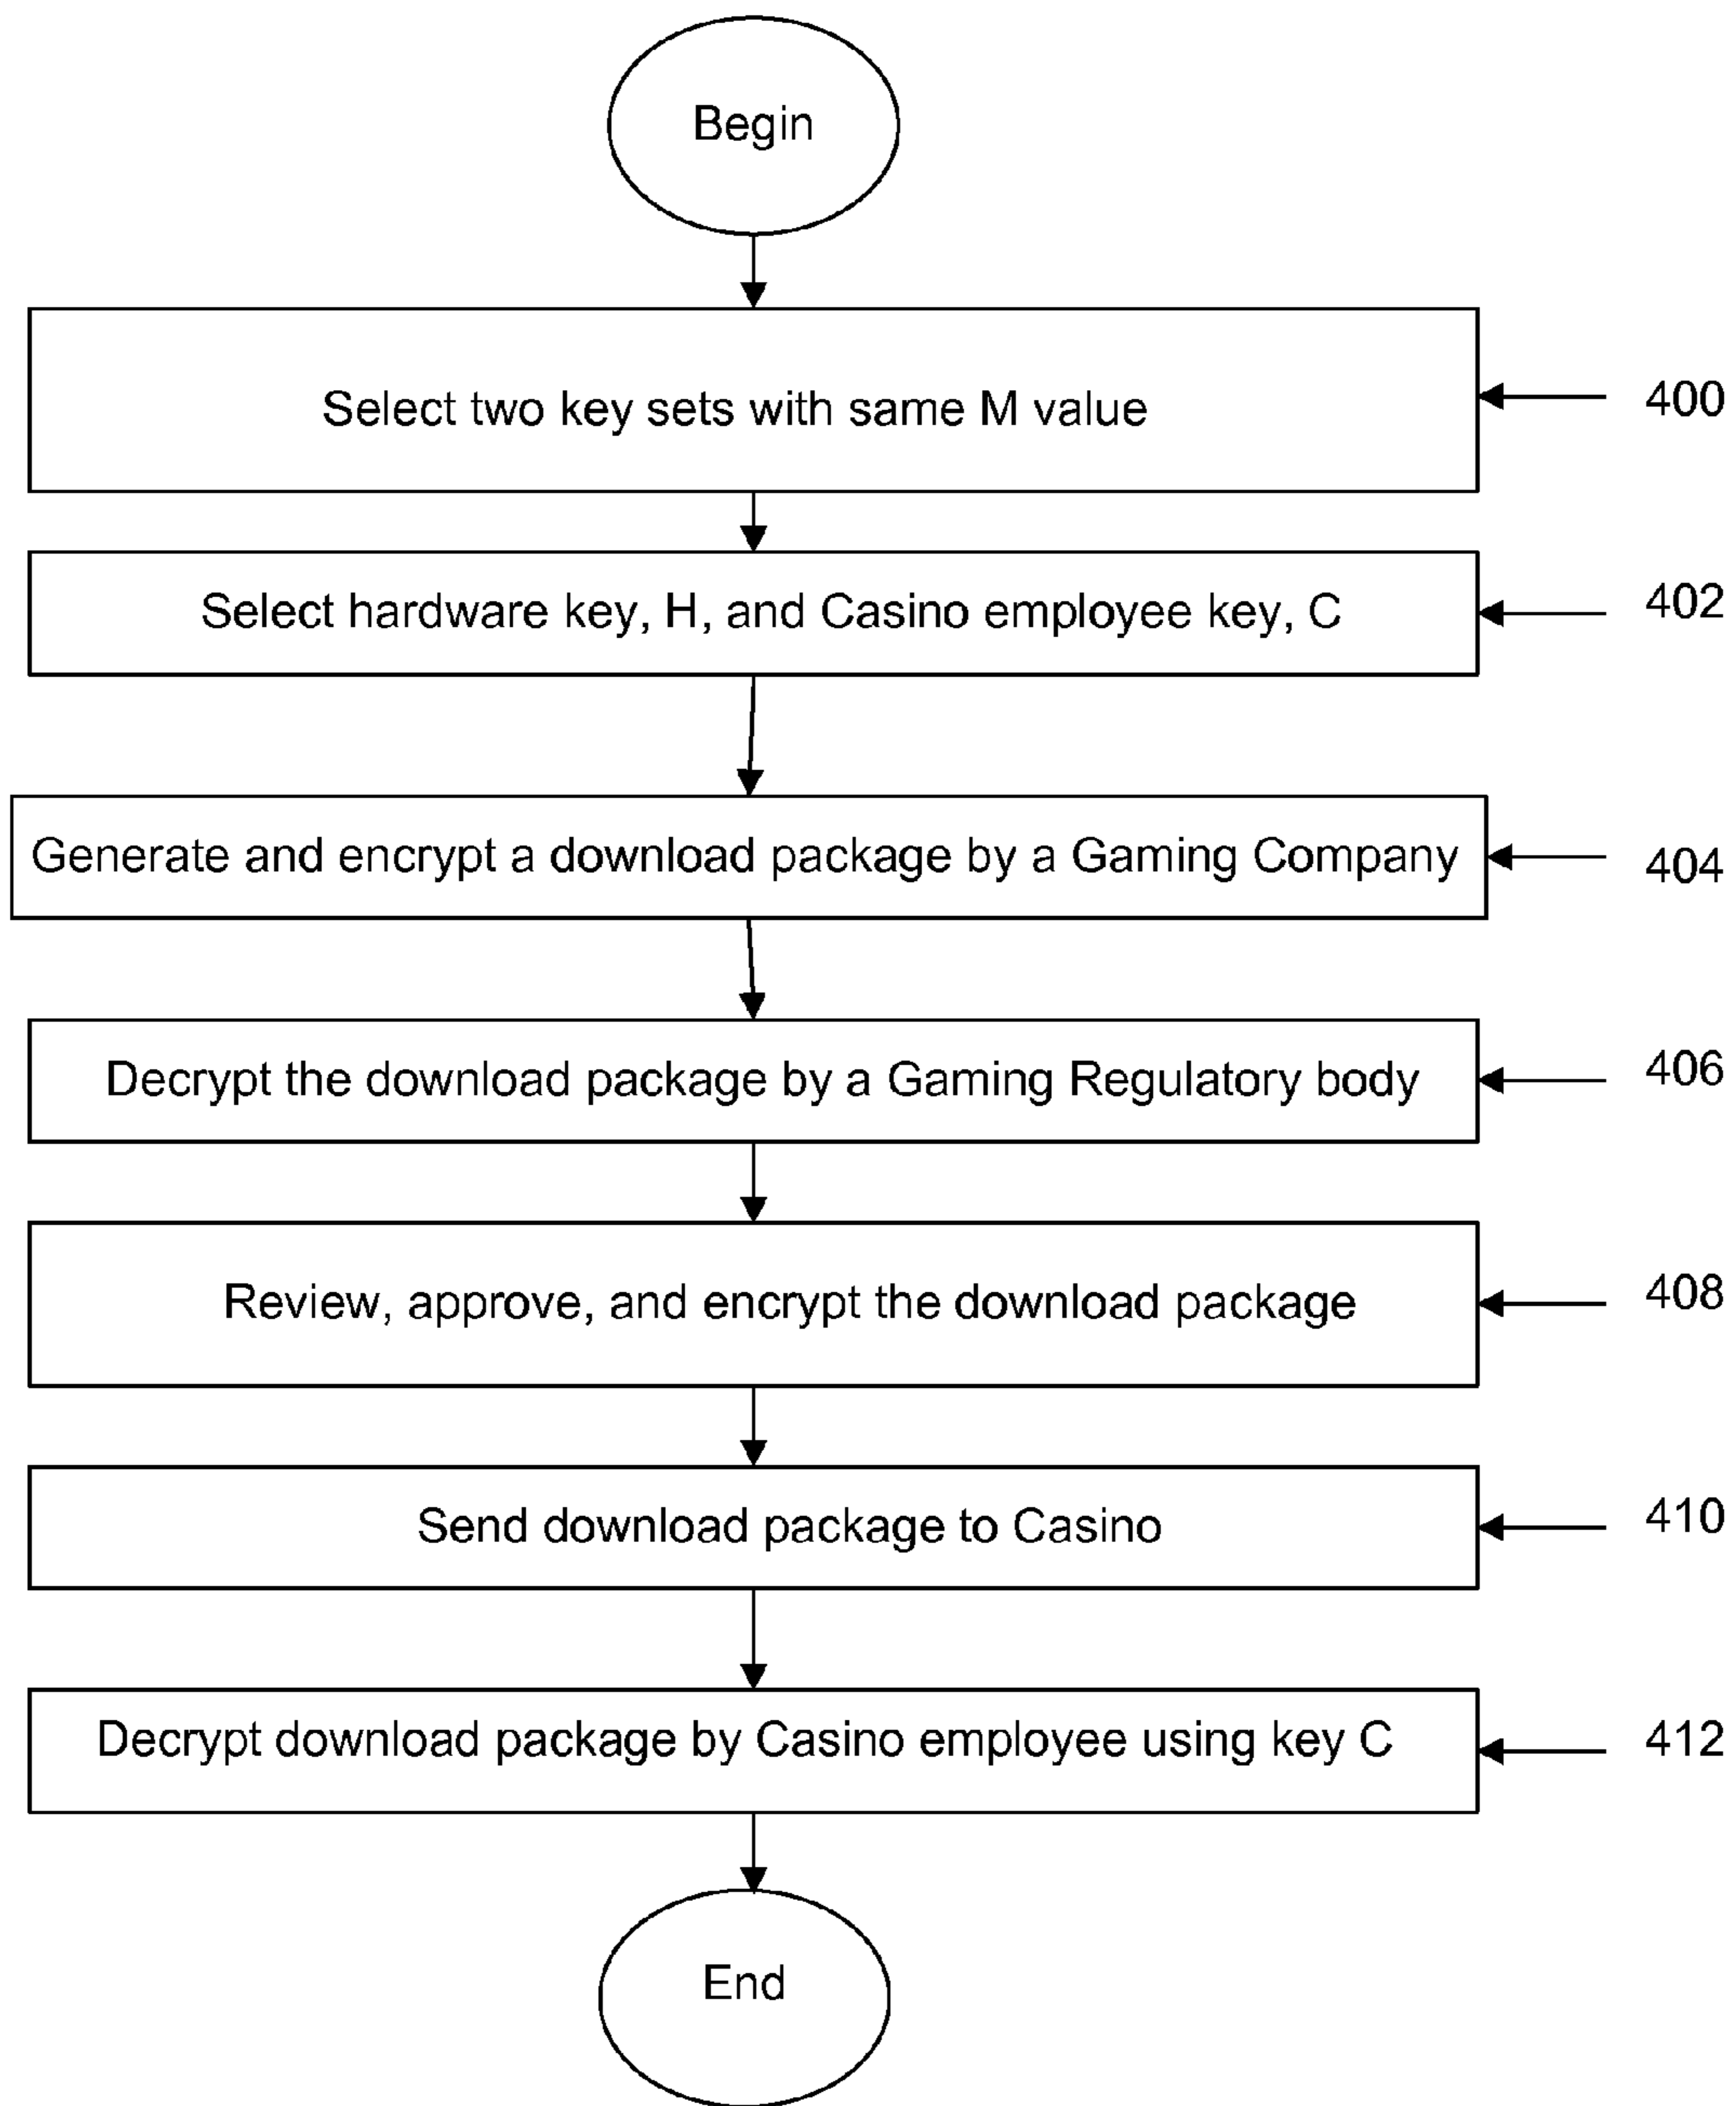 Begin
Select two key sets with same M value
400
Select hardware key, H, and Casino employee key, C
402
Generate and encrypt a download package by a Gaming Company
404
Decrypt the download package by a Gaming Regulatory body
406
Review, approve, and encrypt the download package
408
Send download package to Casino
410
Decrypt download package by Casino employee using key C
412
End